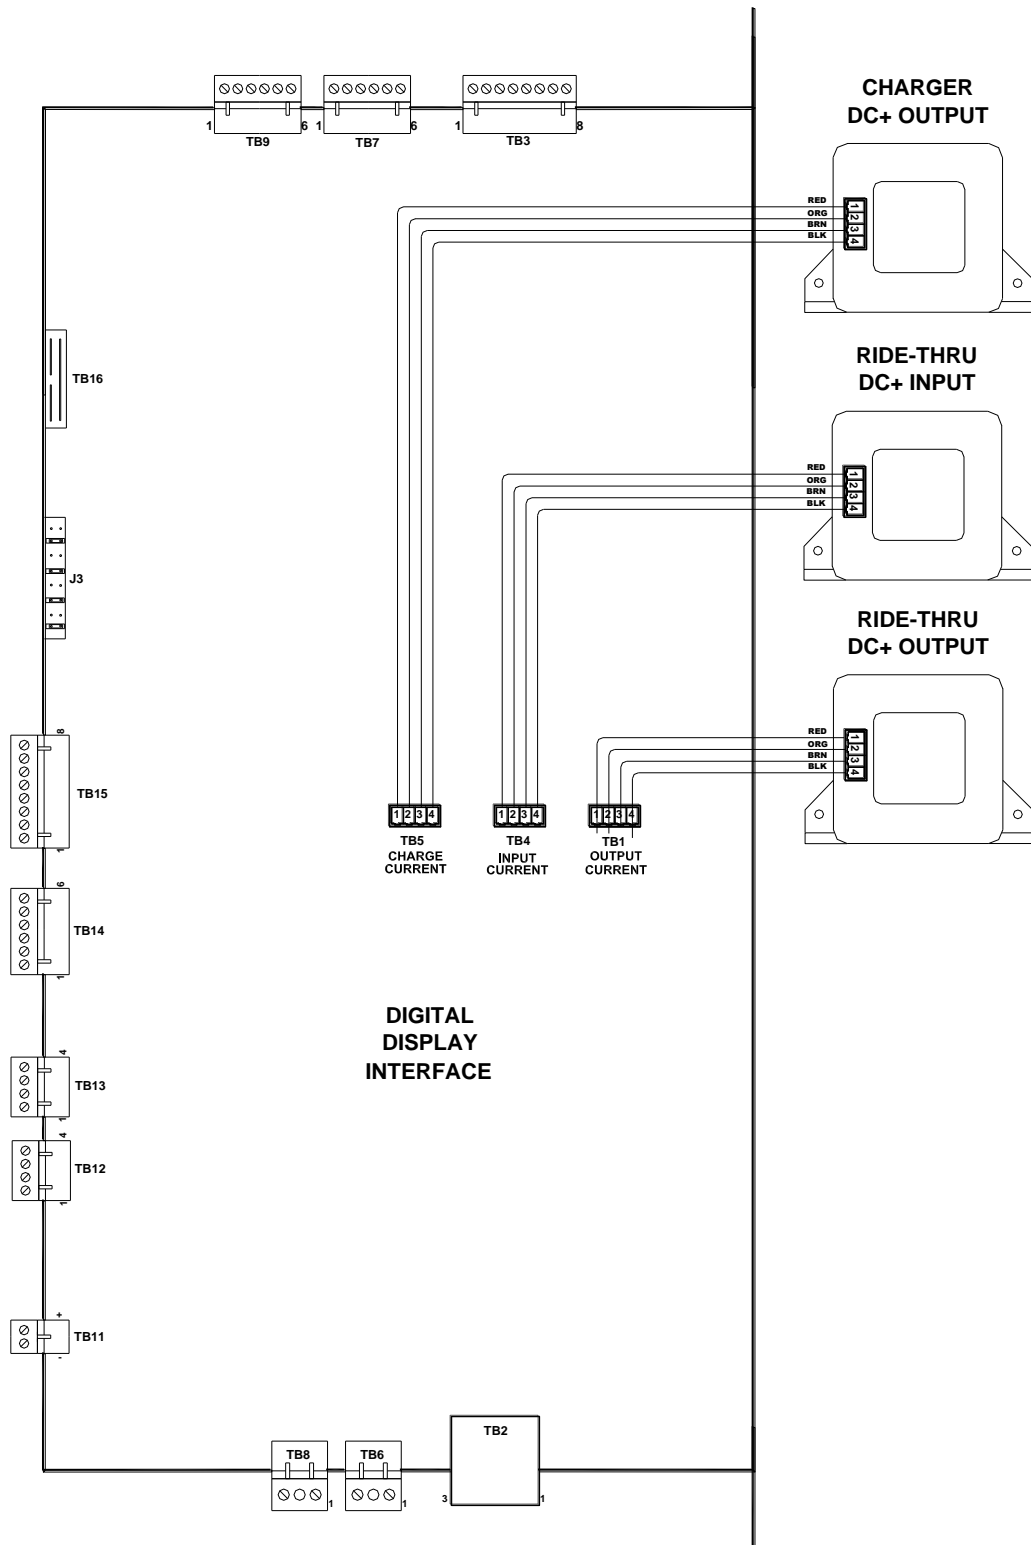 CHARGER
DC+ OUTPUT
1 6 1 6 1 8
TB9 TB7 TB3
RED 1
ORG 2
BRN 3
BLK 4
RIDE-THRU
DC+ INPUT
TB16
RED 1
ORG 2
BRN 3
BLK 4
J3
RIDE-THRU
DC+ OUTPUT
RED 1
ORG 2
BRN 3
BLK 4
8
TB15
1
1 2 3 4
TB5
CHARGE
CURRENT
1 2 3 4
TB4
INPUT
CURRENT
1 2 3 4
TB1
OUTPUT
CURRENT
6
TB14
1
DIGITAL
DISPLAY
INTERFACE
4
TB13
1
4
TB12
1
+
TB11
-
TB8
1
TB6
1
TB2
3 1